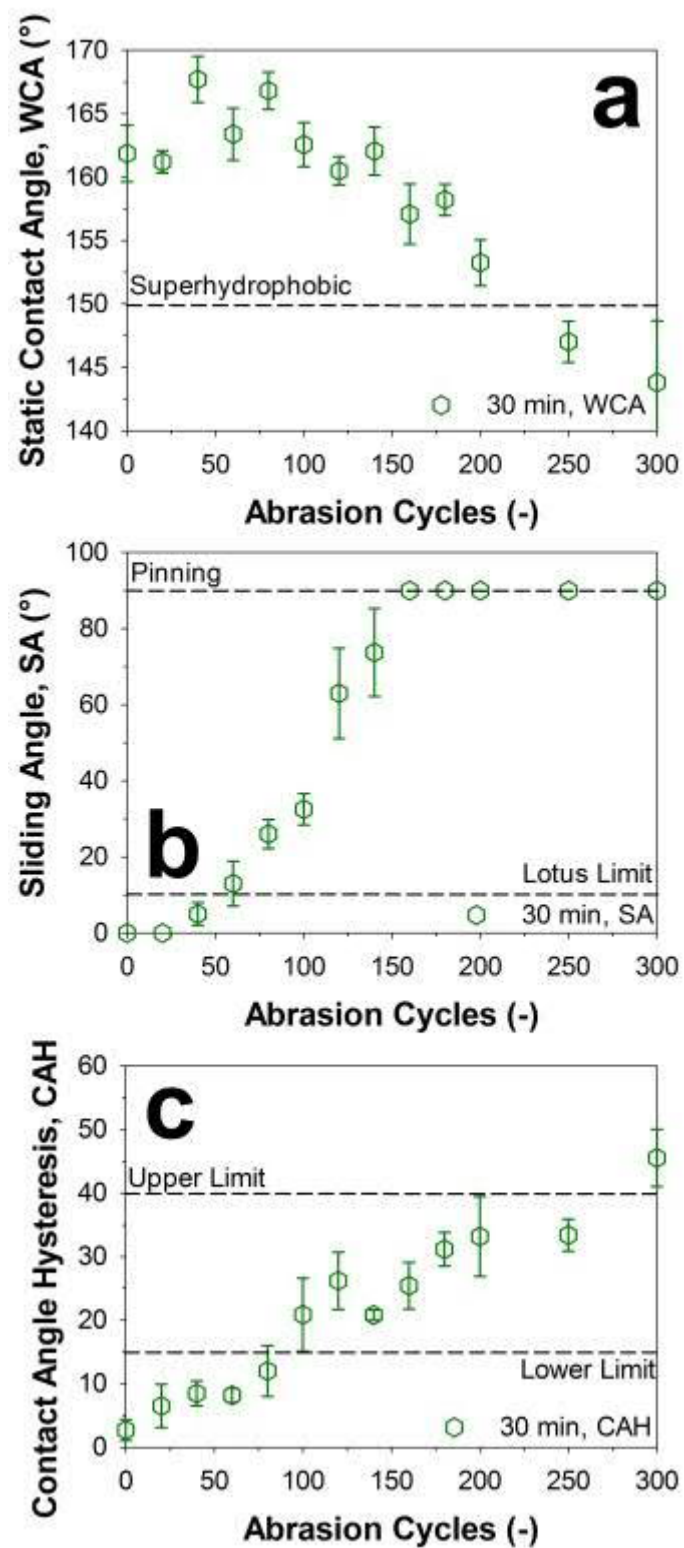 a
Static Contact Angle, WCA (°)
170
165
160
155
150
145
140
Superhydrophobic
30 min, WCA
0 50 100 150 200 250 300
Abrasion Cycles (-)
b
Sliding Angle, SA (°)
100
80
60
40
20
0
Pinning
Lotus Limit
30 min, SA
0 50 100 150 200 250 300
Abrasion Cycles (-)
c
Contact Angle Hysteresis, CAH
60
50
40
30
20
10
0
Upper Limit
Lower Limit
30 min, CAH
0 50 100 150 200 250 300
Abrasion Cycles (-)